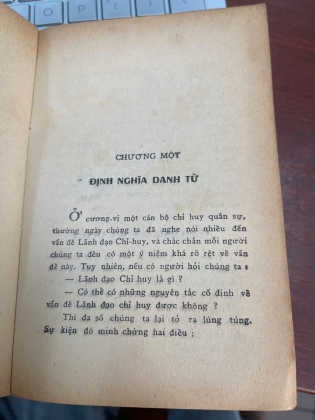 CHƯƠNG MỘT
ĐỊNH NGHĨA DANH TỪ
Ở cương-vị một cán bộ chỉ huy quân sự,
thường ngày chúng ta đã nghe nói nhiều đến
vấn đề Lãnh đạo Chỉ-huy, và chắc chắn mỗi người
chúng ta đều có một ý niệm khá rõ rệt về vấn
đề này. Tuy nhiên, nếu có người hỏi chúng ta :
— Lãnh đạo Chỉ huy là gì ?
— Có thể có những nguyên tắc cố định về
vấn đề Lãnh đạo chỉ huy được không ?
Thì đa số chúng ta lại tỏ ra lúng túng.
Sự kiện đó minh chứng hai điều :